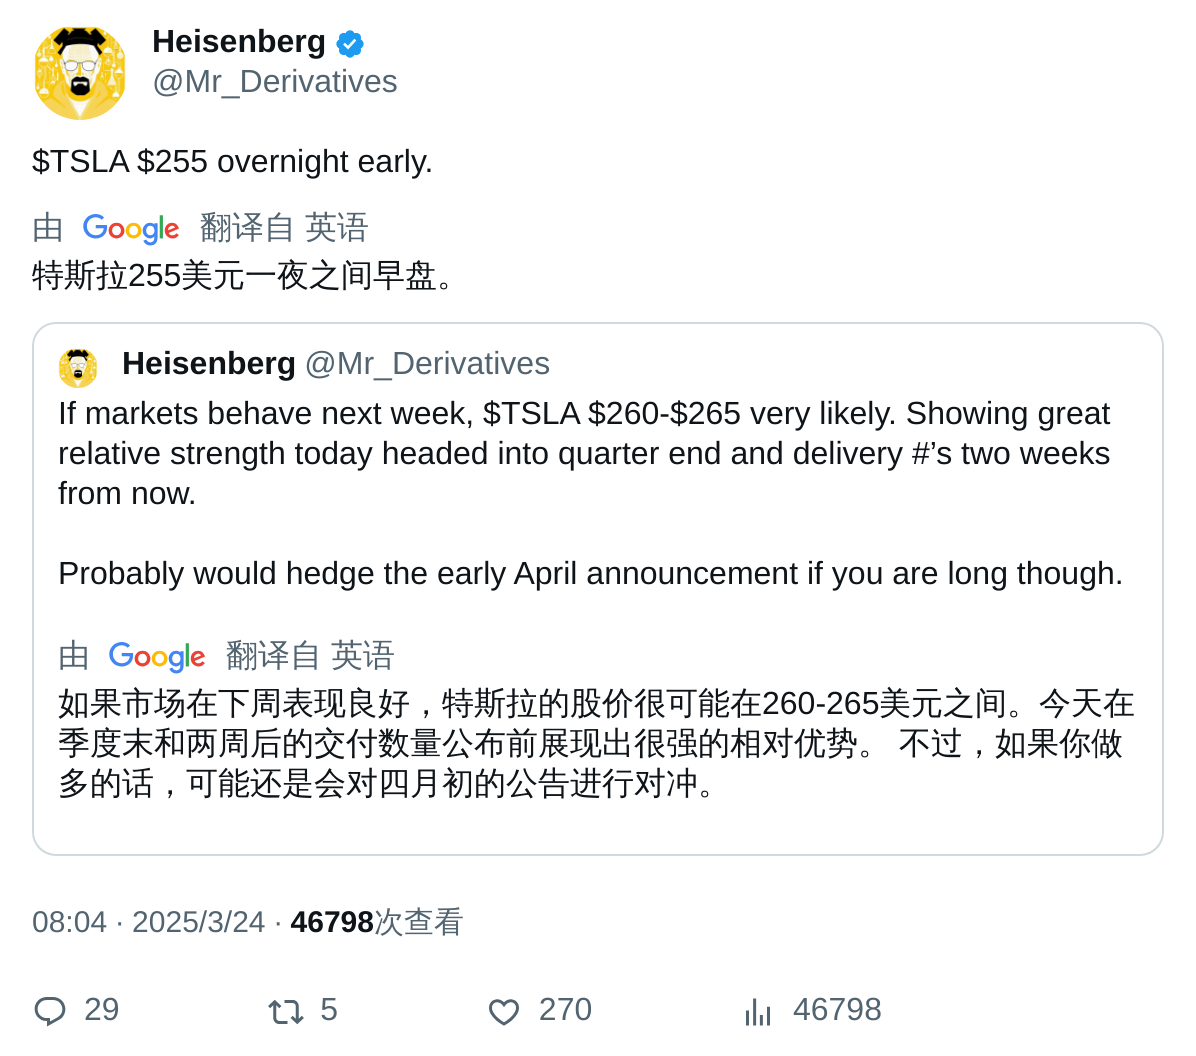 Heisenberg
@Mr_Derivatives
$TSLA $255 overnight early.
由 Google 翻译自 英语
特斯拉255美元一夜之间早盘。
Heisenberg @Mr_Derivatives
If markets behave next week, $TSLA $260-$265 very likely. Showing great
relative strength today headed into quarter end and delivery #’s two weeks
from now.
Probably would hedge the early April announcement if you are long though.
由 Google 翻译自 英语
如果市场在下周表现良好，特斯拉的股价很可能在260-265美元之间。今天在
季度末和两周后的交付数量公布前展现出很强的相对优势。 不过，如果你做
多的话，可能还是会对四月初的公告进行对冲。
08:04 · 2025/3/24 · 46798次查看
29 5 270 46798